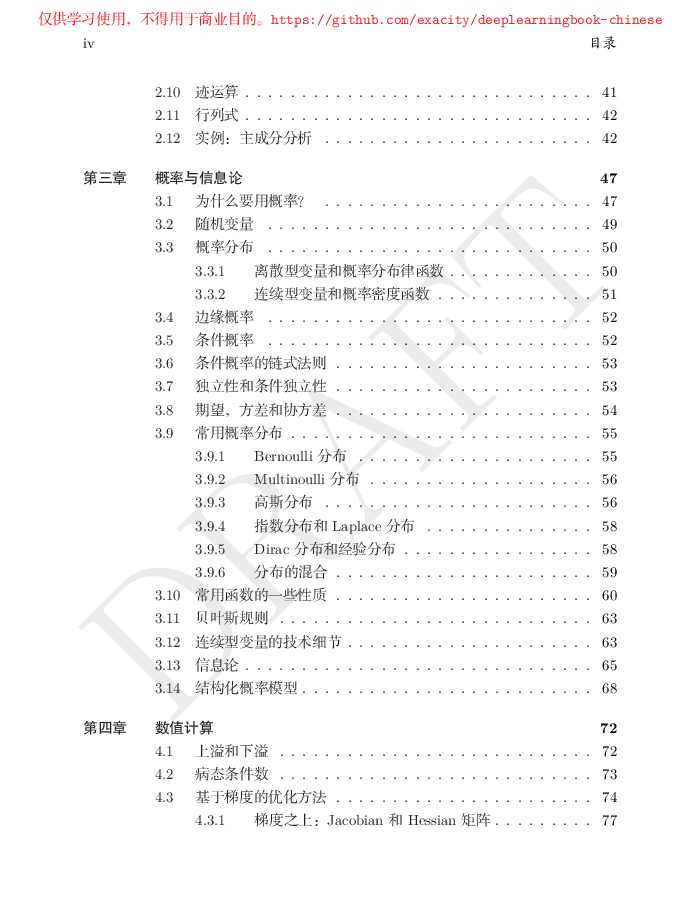 仅供学习使用，不得用于商业目的。https://github.com/exacity/deeplearningbook-chinese
iv 目录
2.10 迹运算 . . . . . . . . . . . . . . . . . . . . . . . . . . . . . . . 41
2.11 行列式 . . . . . . . . . . . . . . . . . . . . . . . . . . . . . . . 42
2.12 实例：主成分分析 . . . . . . . . . . . . . . . . . . . . . . . . 42
第三章 概率与信息论 47
3.1 为什么要用概率？ . . . . . . . . . . . . . . . . . . . . . . . . 47
3.2 随机变量 . . . . . . . . . . . . . . . . . . . . . . . . . . . . . 49
3.3 概率分布 . . . . . . . . . . . . . . . . . . . . . . . . . . . . . 50
3.3.1 离散型变量和概率分布律函数 . . . . . . . . . . . . . 50
3.3.2 连续型变量和概率密度函数 . . . . . . . . . . . . . . 51
3.4 边缘概率 . . . . . . . . . . . . . . . . . . . . . . . . . . . . . 52
3.5 条件概率 . . . . . . . . . . . . . . . . . . . . . . . . . . . . . 52
3.6 条件概率的链式法则 . . . . . . . . . . . . . . . . . . . . . . . 53
3.7 独立性和条件独立性 . . . . . . . . . . . . . . . . . . . . . . . 53
3.8 期望，方差和协方差 . . . . . . . . . . . . . . . . . . . . . . . 54
3.9 常用概率分布 . . . . . . . . . . . . . . . . . . . . . . . . . . . 55
3.9.1 Bernoulli 分布 . . . . . . . . . . . . . . . . . . . . . 55
3.9.2 Multinoulli 分布 . . . . . . . . . . . . . . . . . . . . 56
3.9.3 高斯分布 . . . . . . . . . . . . . . . . . . . . . . . . 56
3.9.4 指数分布和 Laplace 分布 . . . . . . . . . . . . . . . 58
3.9.5 Dirac 分布和经验分布 . . . . . . . . . . . . . . . . . 58
3.9.6 分布的混合 . . . . . . . . . . . . . . . . . . . . . . . 59
3.10 常用函数的一些性质 . . . . . . . . . . . . . . . . . . . . . . . 60
3.11 贝叶斯规则 . . . . . . . . . . . . . . . . . . . . . . . . . . . . 63
3.12 连续型变量的技术细节 . . . . . . . . . . . . . . . . . . . . . . 63
3.13 信息论 . . . . . . . . . . . . . . . . . . . . . . . . . . . . . . . 65
3.14 结构化概率模型 . . . . . . . . . . . . . . . . . . . . . . . . . . 68
第四章 数值计算 72
4.1 上溢和下溢 . . . . . . . . . . . . . . . . . . . . . . . . . . . . 72
4.2 病态条件数 . . . . . . . . . . . . . . . . . . . . . . . . . . . . 73
4.3 基于梯度的优化方法 . . . . . . . . . . . . . . . . . . . . . . . 74
4.3.1 梯度之上：Jacobian 和 Hessian 矩阵 . . . . . . . . . 77
DRAFT